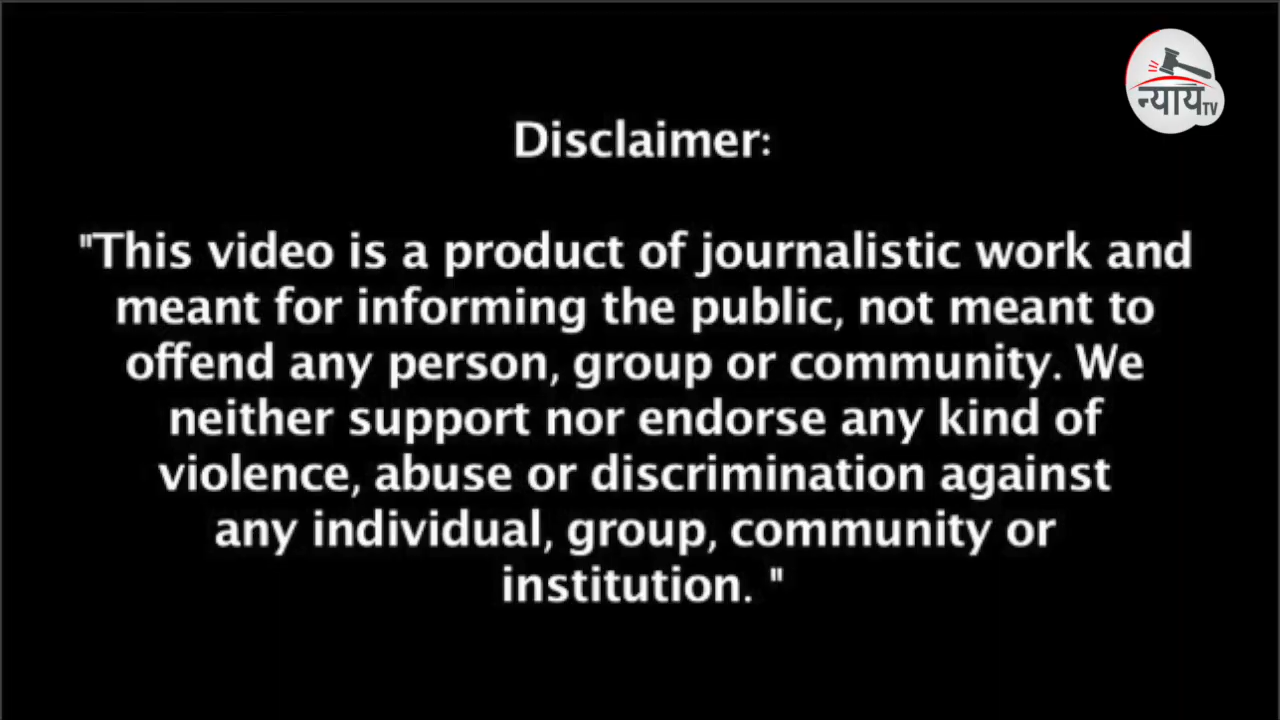 न्याय TV
Disclaimer:
"This video is a product of journalistic work and
meant for informing the public, not meant to
offend any person, group or community. We
neither support nor endorse any kind of
violence, abuse or discrimination against
any individual, group, community or
institution. "